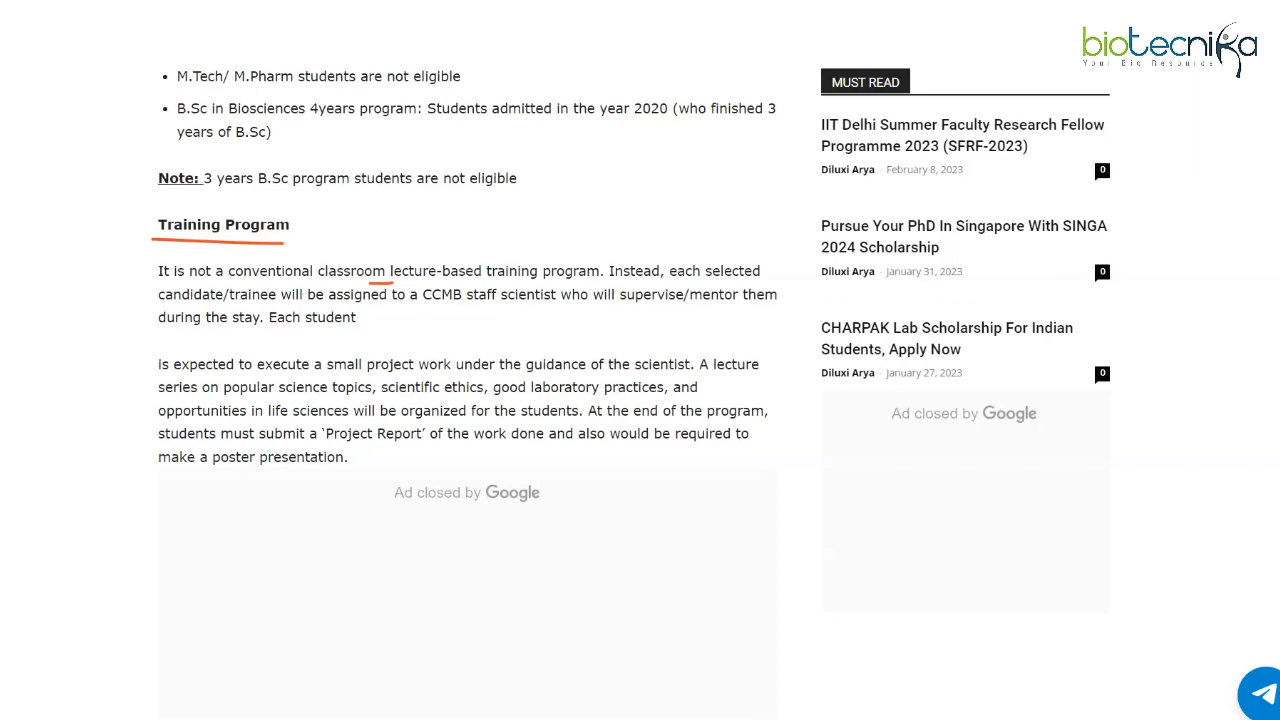 biotecnika
Your Bio Resource
M.Tech/ M.Pharm students are not eligible
B.Sc in Biosciences 4years program: Students admitted in the year 2020 (who finished 3
years of B.Sc)
Note: 3 years B.Sc program students are not eligible
Training Program
It is not a conventional classroom lecture-based training program. Instead, each selected
candidate/trainee will be assigned to a CCMB staff scientist who will supervise/mentor them
during the stay. Each student
is expected to execute a small project work under the guidance of the scientist. A lecture
series on popular science topics, scientific ethics, good laboratory practices, and
opportunities in life sciences will be organized for the students. At the end of the program,
students must submit a ‘Project Report’ of the work done and also would be required to
make a poster presentation.
Ad closed by Google
MUST READ
IIT Delhi Summer Faculty Research Fellow
Programme 2023 (SFRF-2023)
Diluxi Arya - February 8, 2023 0
Pursue Your PhD In Singapore With SINGA
2024 Scholarship
Diluxi Arya - January 31, 2023 0
CHARPAK Lab Scholarship For Indian
Students, Apply Now
Diluxi Arya - January 27, 2023 0
Ad closed by Google